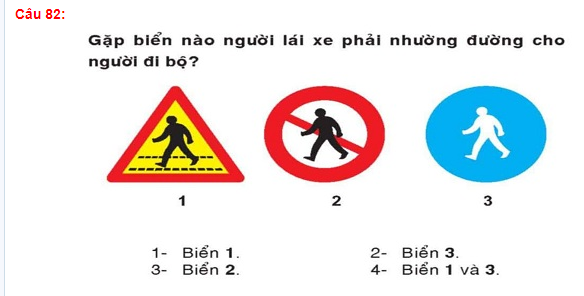 Câu 82:
Gặp biển nào người lái xe phải nhường đường cho
người đi bộ?
1 2 3
1- Biển 1. 2- Biển 3.
3- Biển 2. 4- Biển 1 và 3.